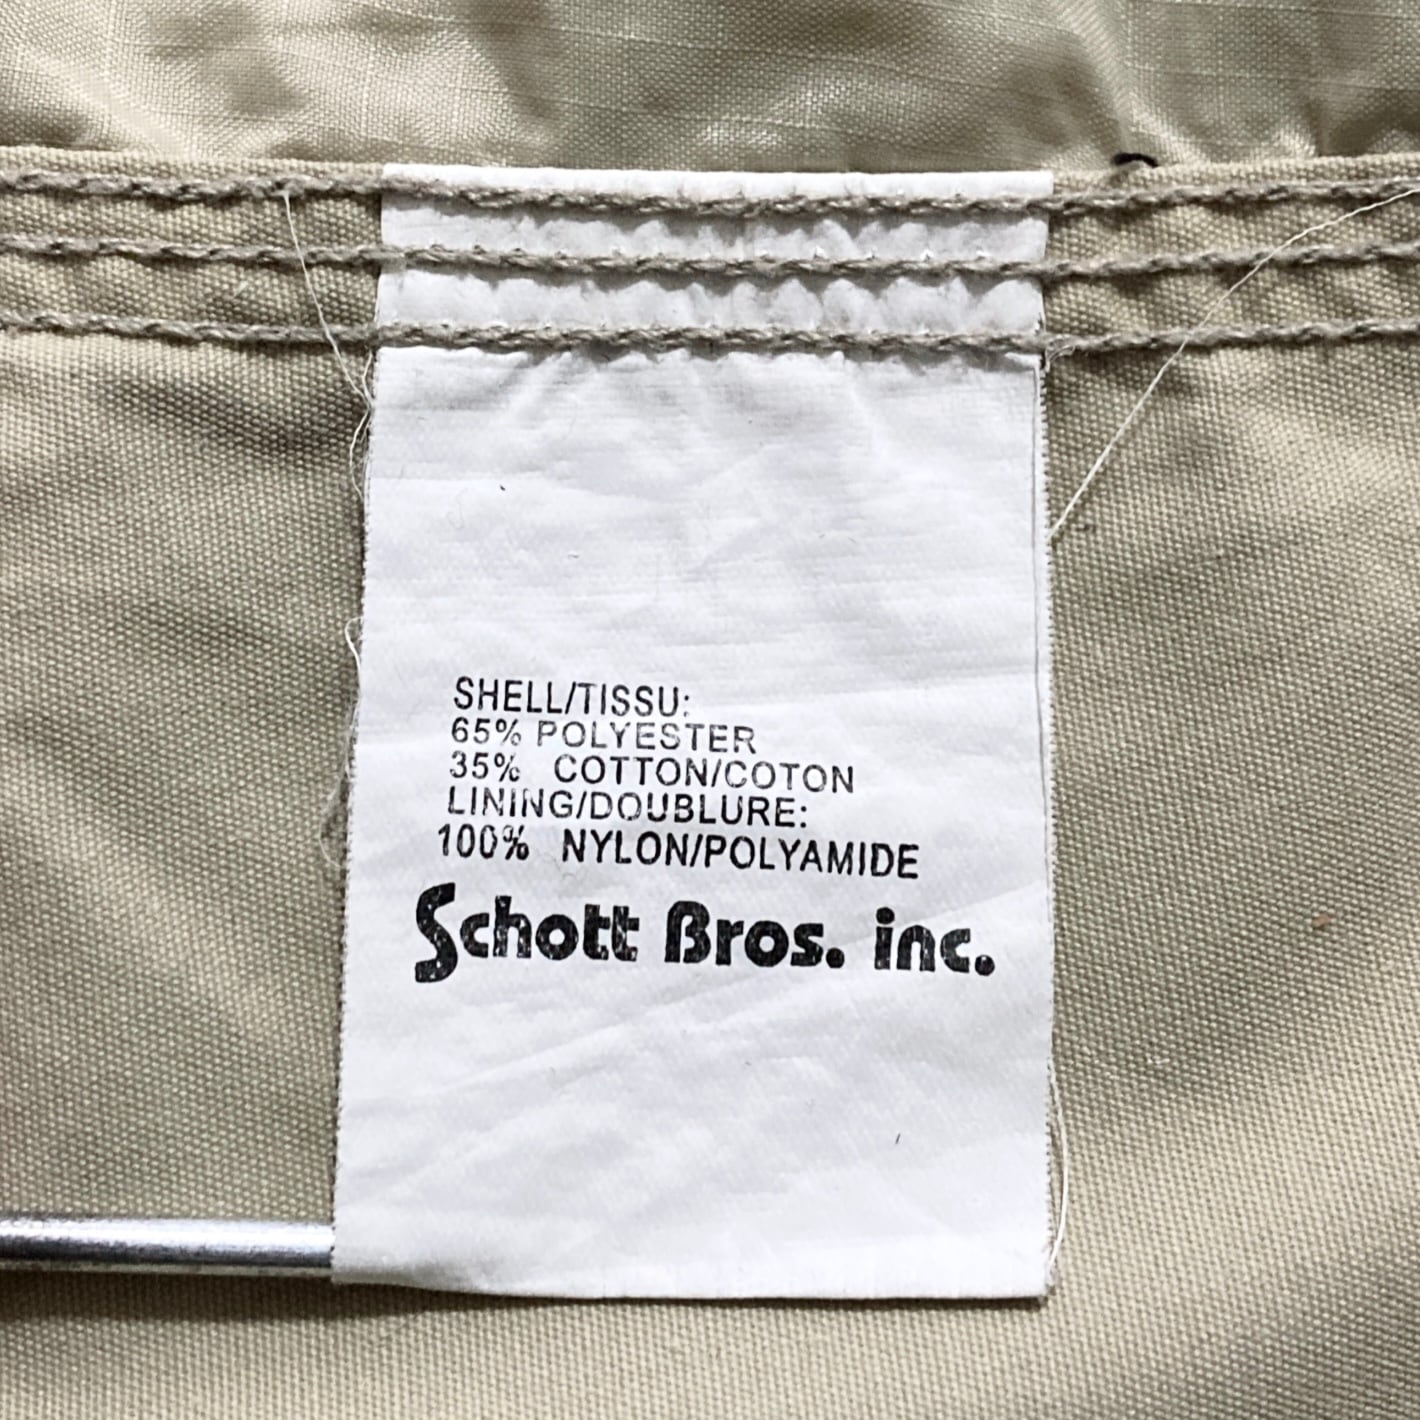 SHELL/TISSU:
65% POLYESTER
35% COTTON/COTON
LINING/DOUBLURE:
100% NYLON/POLYAMIDE
Schott Bros. inc.